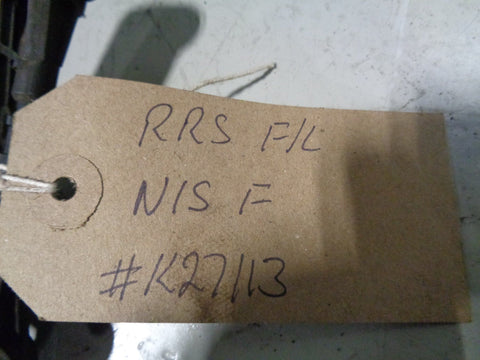 RRS F/L
N/S F
#K27113